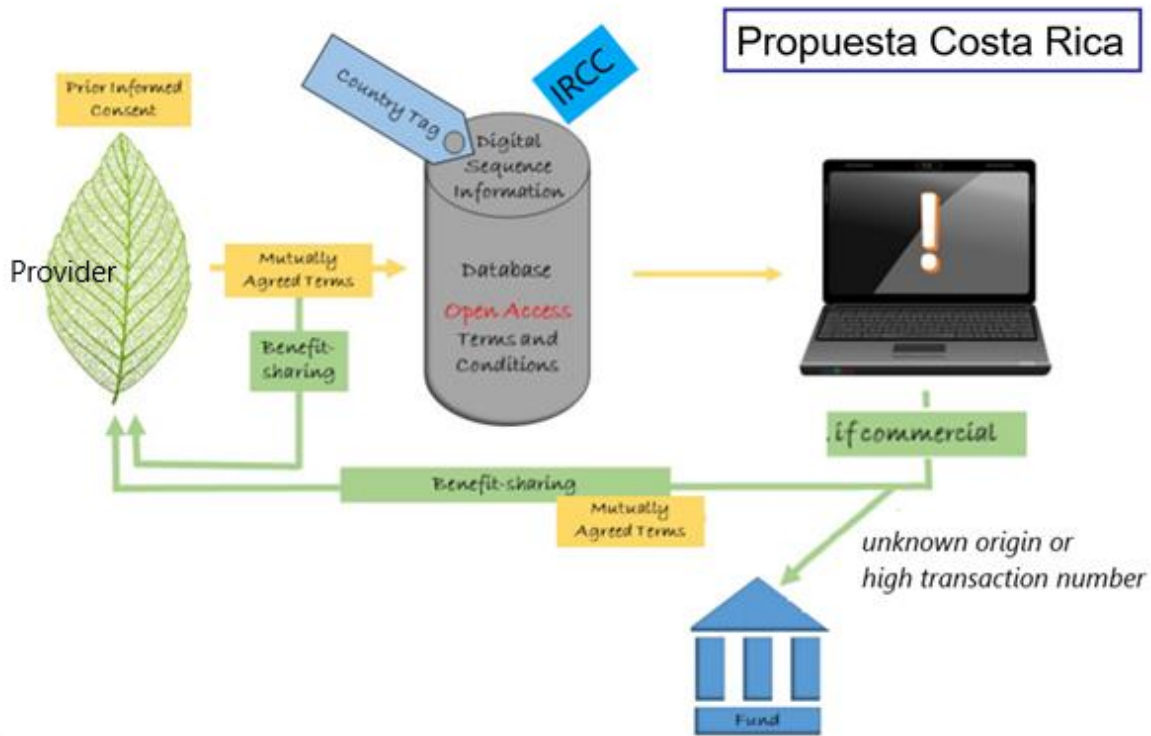 Propuesta Costa Rica
Prior Informed
Consent
Country Tag
IRCC
Digital
Sequence
Information
Provider
Mutually
Agreed Terms
Database
Open Access
Terms and
Conditions
Benefit-
sharing
. if commercial
Benefit-sharing
Mutually
Agreed Terms
unknown origin or
high transaction number
Fund